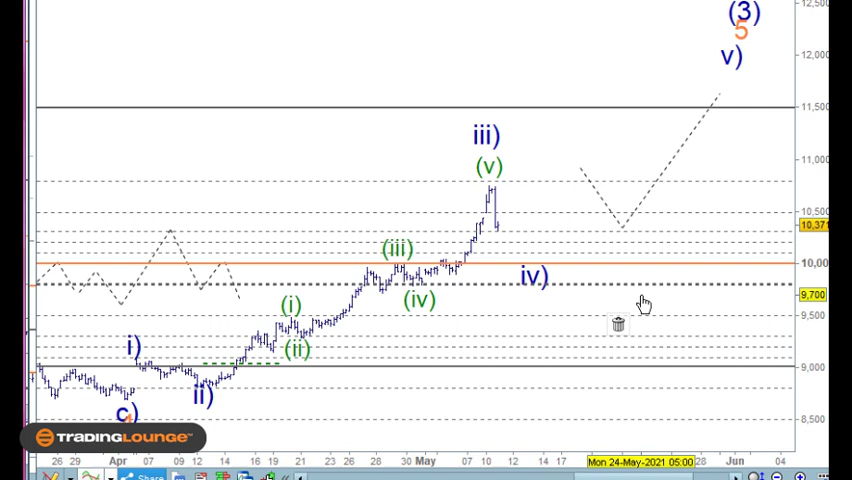 12,500
(3)
5
v)
12,000
11,500
iii)
11,000
(v)
10,500
10,371
(iii)
10,00
iv)
(iv)
9,700
(i)
9,500
i)
(ii)
9,000
ii)
c)
8,500
TRADINGLOUNGE™
26 29 Apr 07 09 12 14 16 19 23 26 28 30 May 07 10 12 14 17 Mon 24-May-2021 05:00 28 Jun 04
Share